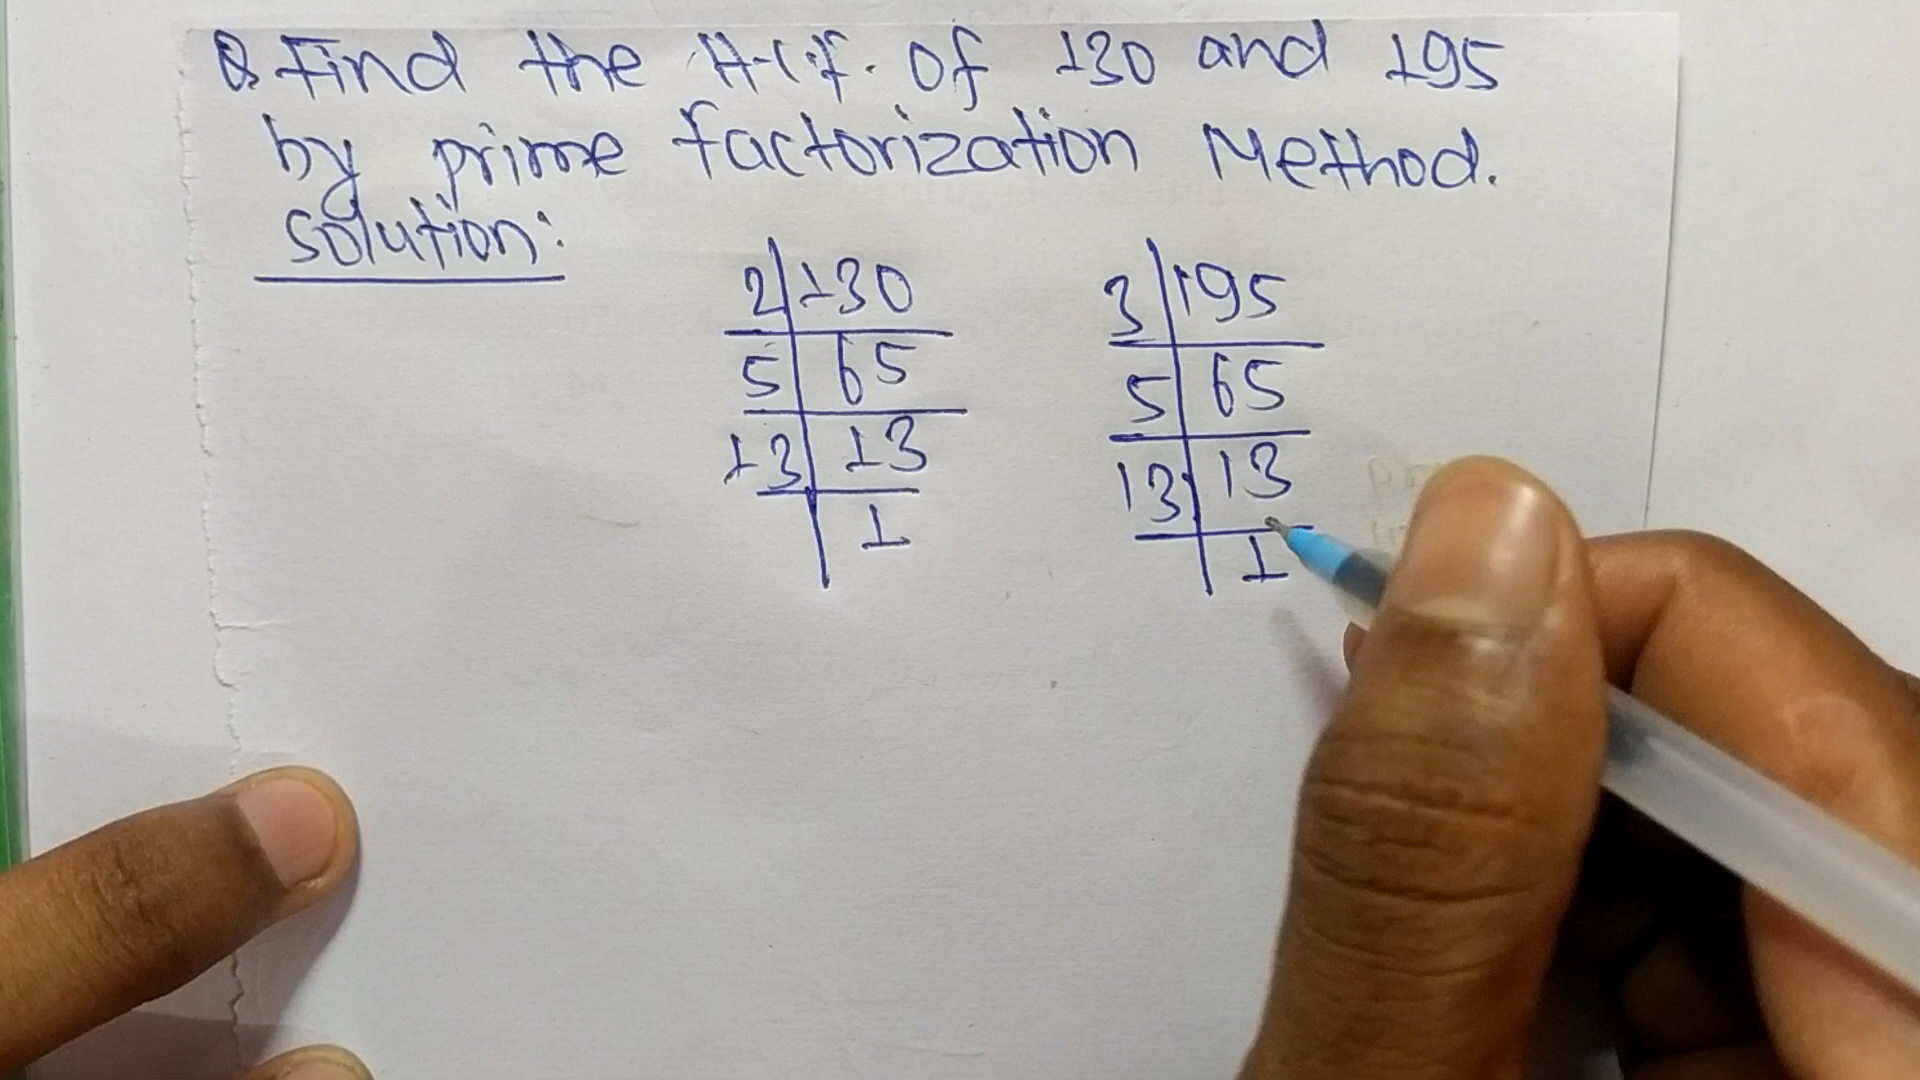 Q Find the H.C.F. of 130 and 195
by prime factorization Method.
Solution:
2 130
5 65
13 13
1
3 195
5 65
13 13
1